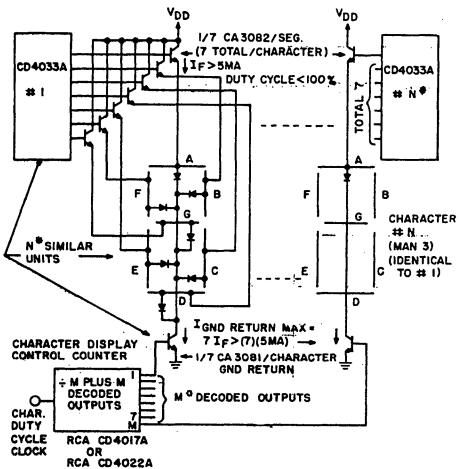 VDD
VDD
1/7 CA3082/SEG.
(7 TOTAL/CHARACTER)
IF>5MA
DUTY CYCLE<100%
CD4033A
# 1
CD4033A
# N*
TOTAL 7
A
F
B
G
E
C
D
A
F
B
G
E
C
D
CHARACTER
# N
(MAN 3)
(IDENTICAL
TO # 1)
N* SIMILAR
UNITS
I GND RETURN MAX=
7 IF>(7)(5MA)
1/7 CA3081/CHARACTER
GND RETURN
CHARACTER DISPLAY
CONTROL COUNTER
÷ M PLUS M
DECODED
OUTPUTS
1
7
M
M* DECODED OUTPUTS
CHAR.
DUTY
CYCLE
CLOCK
RCA CD4017A
OR
RCA CD4022A